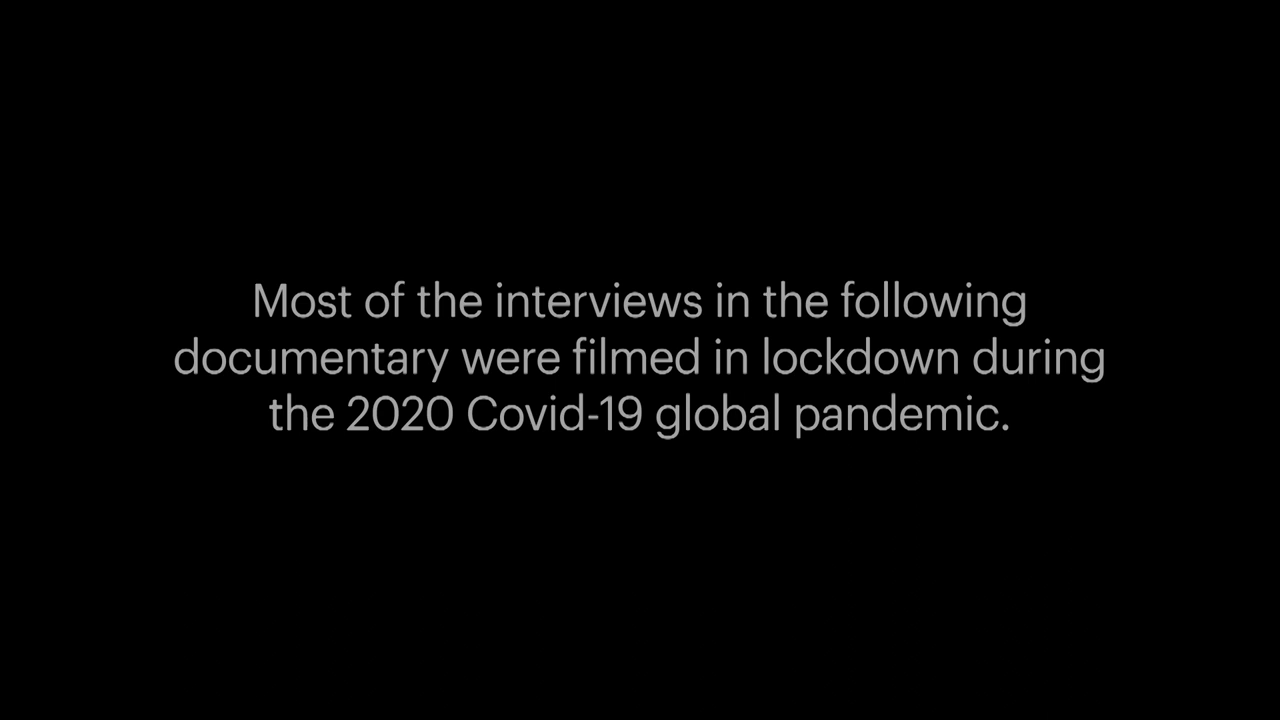 Most of the interviews in the following
documentary were filmed in lockdown during
the 2020 Covid-19 global pandemic.